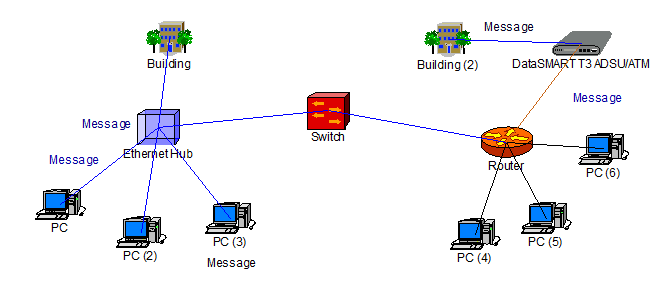 Message
Building
Building (2)
DataSMART T3 ADSU/ATM
Message
Message
Switch
Ethernet Hub
Message
Router
PC (6)
PC
PC (2)
PC (3)
PC (4)
PC (5)
Message